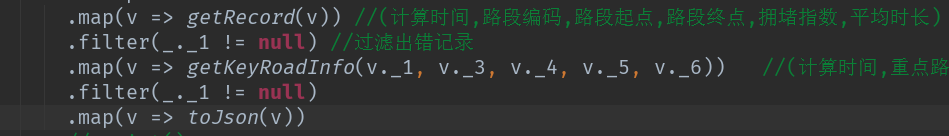 .map(v => getRecord(v)) //(计算时间,路段编码,路段起点,路段终点,拥堵指数,平均时长)
.filter(_._1 != null) //过滤出错记录
.map(v => getKeyRoadInfo(v._1, v._3, v._4, v._5, v._6)) //(计算时间,重点路
.filter(_._1 != null)
.map(v => toJson(v))